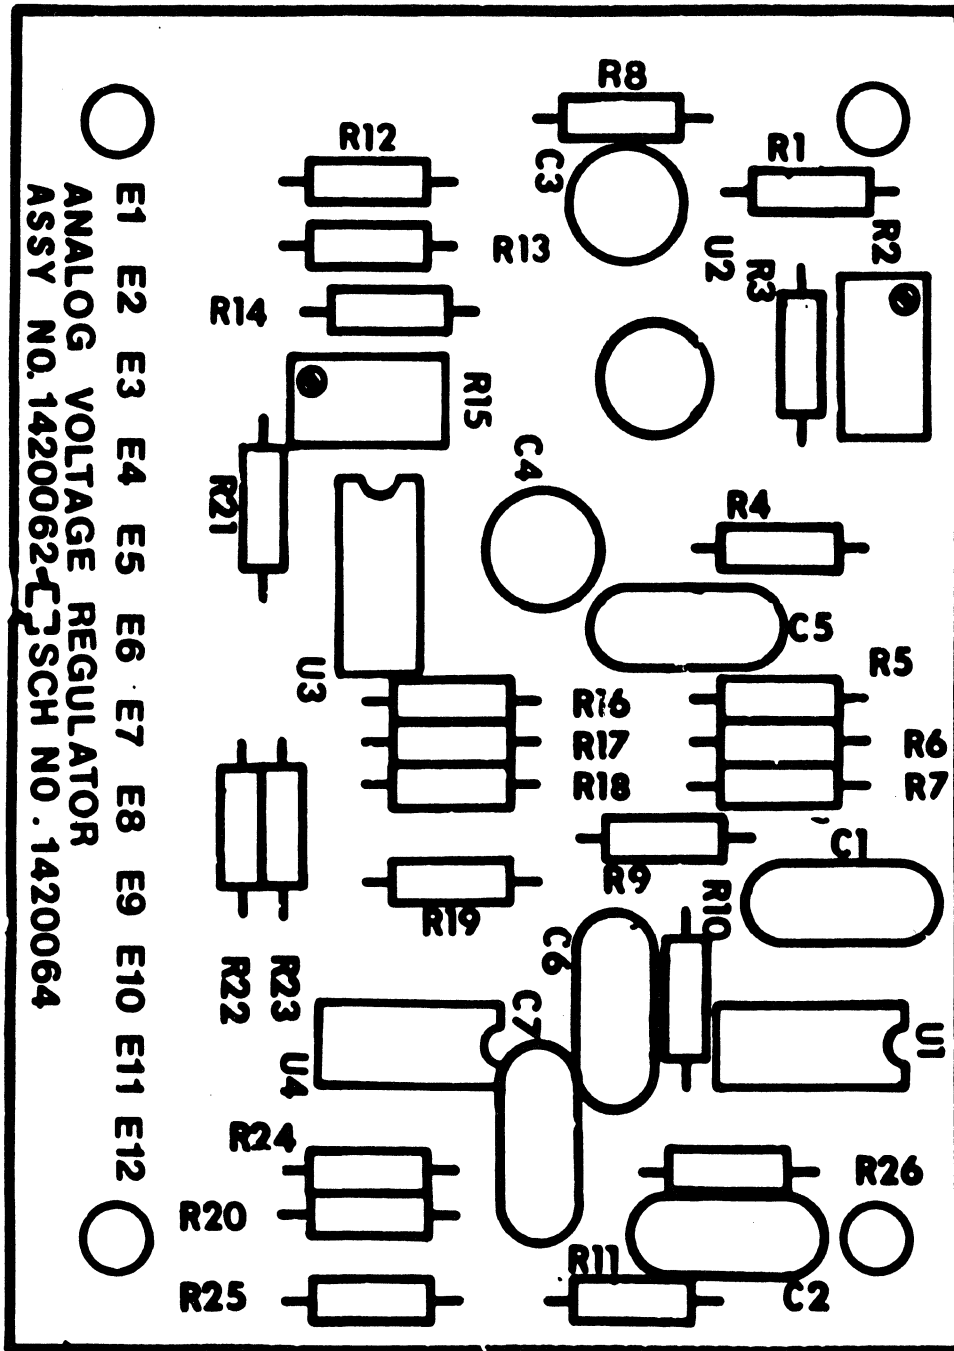 R8
R12
R1
C3
R13
U2
R2
R3
R14
R15
C4
R21
R4
C5
U3
R5
R16
R17
R6
R18
R7
C1
R9
R10
R19
C6
R22
R23
C7
U4
U1
R24
R26
R20
R11
R25
C2
E1 E2 E3 E4 E5 E6 E7 E8 E9 E10 E11 E12
ANALOG VOLTAGE REGULATOR
ASSY NO. 1420062- SCH NO. 1420064